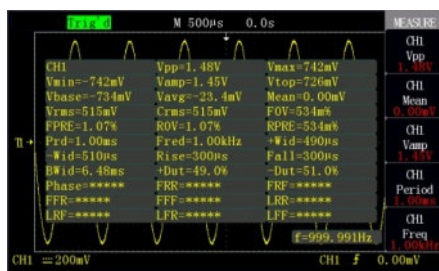 Trig'd M 500μs 0.0s MEASURE
CH1
Vpp
1.48V
CH1
Mean
0.00mV
CH1
Vamp
1.45V
CH1
Period
1.00ms
CH1
Freq
1.00kHz
CH1 Vpp=1.48V Vmax=742mV
Vmin=-742mV Vamp=1.45V Vtop=726mV
Vbase=-734mV Vavg=-23.4mV Mean=0.00mV
Vrms=515mV Crms=515mV FOV=534m%
FPRE=1.07% ROV=1.07% RPRE=534m%
Prd=1.00ms Fred=1.00kHz +Wid=490μs
-Wid=510μs Rise=300μs Fall=300μs
BWid=6.48ms +Dut=49.0% -Dut=51.0%
Phase=***** FRR=***** FRF=*****
FFR=***** FFF=***** LRR=*****
LRF=***** LFR=***** LFF=*****
f=999.991Hz
CH1 200mV CH1 0.00mV